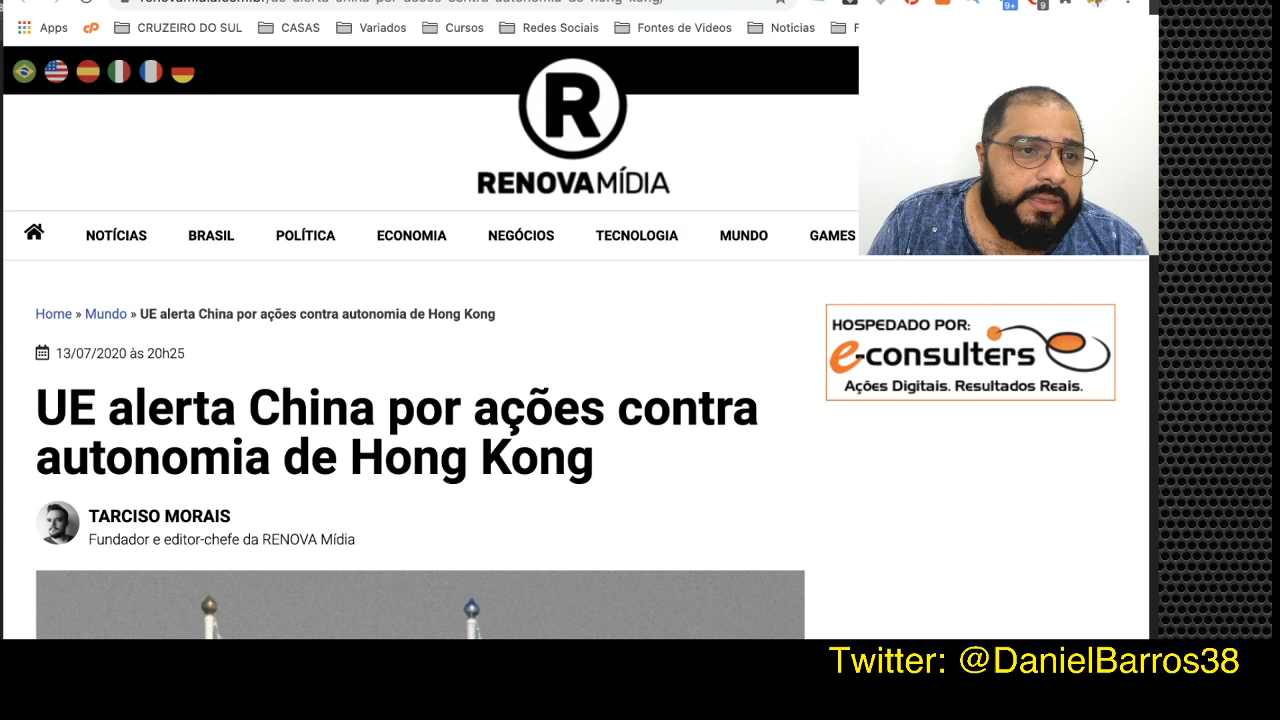 Apps
CRUZEIRO DO SUL
CASAS
Variados
Cursos
Redes Sociais
Fontes de Videos
Noticias
F
9+
9
R
RENOVAMÍDIA
NOTÍCIAS
BRASIL
POLÍTICA
ECONOMIA
NEGÓCIOS
TECNOLOGIA
MUNDO
GAMES
Home » Mundo » UE alerta China por ações contra autonomia de Hong Kong
13/07/2020 às 20h25
UE alerta China por ações contra
autonomia de Hong Kong
TARCISO MORAIS
Fundador e editor-chefe da RENOVA Mídia
HOSPEDADO POR:
e-consulters
Ações Digitais. Resultados Reais.
Twitter: @DanielBarros38